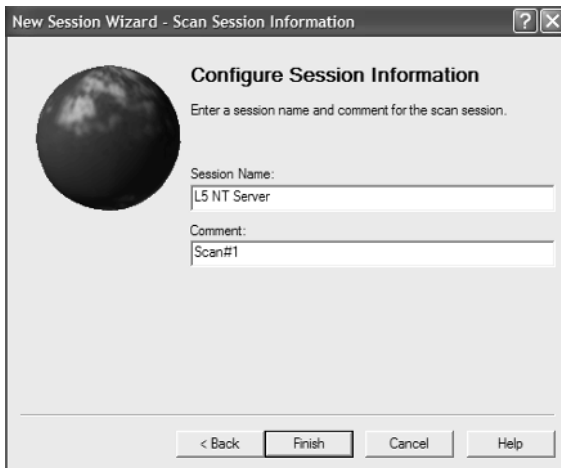 New Session Wizard - Scan Session Information
Configure Session Information
Enter a session name and comment for the scan session.
Session Name:
L5 NT Server
Comment:
Scan#1
< Back Finish Cancel Help